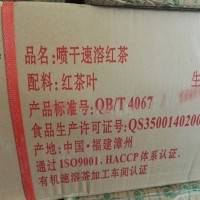 品名：喷干速溶红茶
配料：红茶叶
产品标准号：QB/T 4067
食品生产许可证号：QS350014020
产地：中国·福建漳州
通过ISO9001、HACCP体系认证．
有机速溶茶加工车间认证
生